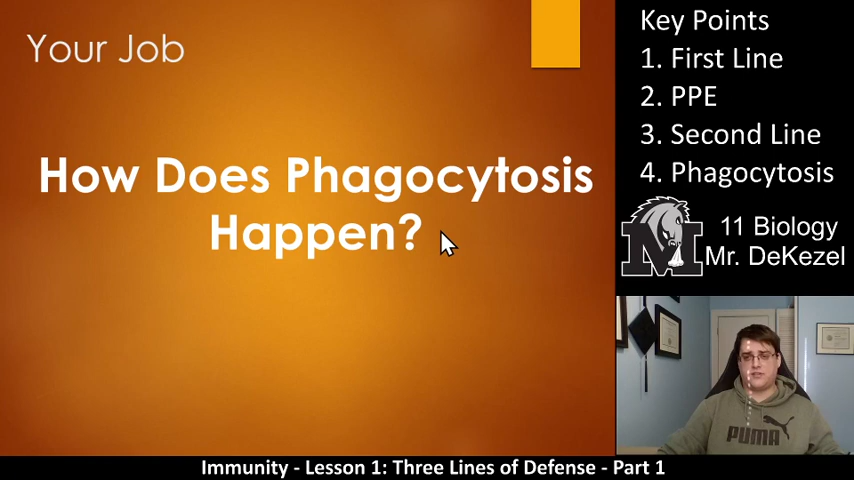 Your Job
How Does Phagocytosis
Happen?
Key Points
1. First Line
2. PPE
3. Second Line
4. Phagocytosis
M
11 Biology
Mr. DeKezel
PUMA
Immunity - Lesson 1: Three Lines of Defense - Part 1